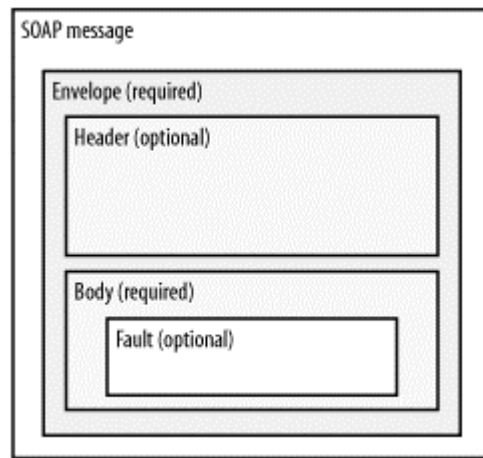 SOAP message
Envelope (required)
Header (optional)
Body (required)
Fault (optional)